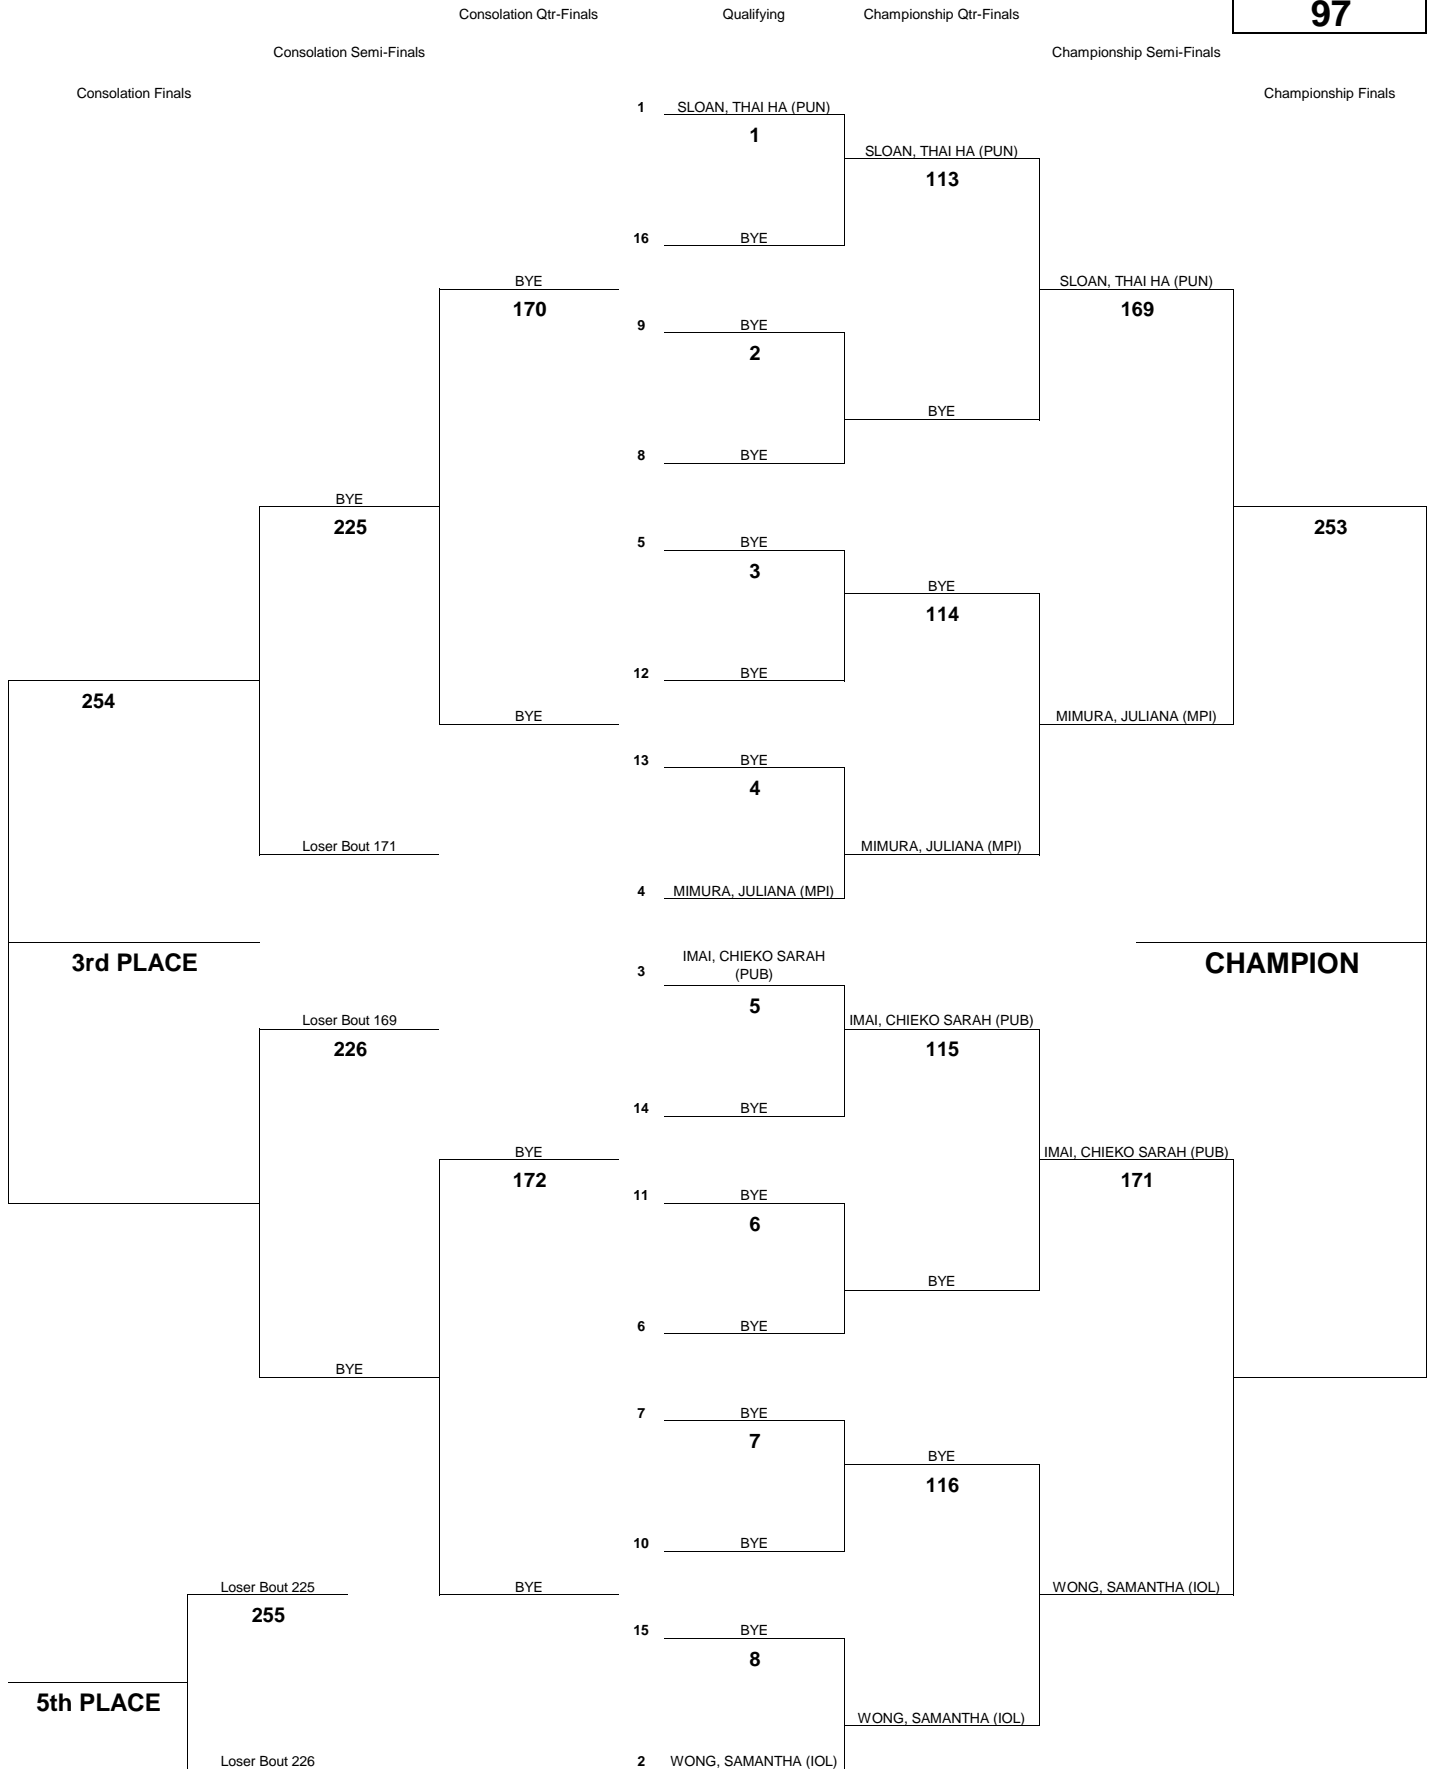 Consolation Qtr-Finals Qualifying Championship Qtr-Finals 97
Consolation Semi-Finals Championship Semi-Finals
Consolation Finals Championship Finals
1 SLOAN, THAI HA (PUN)
1
SLOAN, THAI HA (PUN)
113
16 BYE
BYE SLOAN, THAI HA (PUN)
170 169
9 BYE
2
BYE
8 BYE
BYE
225 253
5 BYE
3
BYE
114
12 BYE
254
BYE MIMURA, JULIANA (MPI)
13 BYE
4
Loser Bout 171 MIMURA, JULIANA (MPI)
4 MIMURA, JULIANA (MPI)
3rd PLACE CHAMPION
IMAI, CHIEKO SARAH
3
(PUB)
5
Loser Bout 169 IMAI, CHIEKO SARAH (PUB)
226 115
14 BYE
BYE IMAI, CHIEKO SARAH (PUB)
172 171
11 BYE
6
BYE
6 BYE
BYE
7 BYE
7
BYE
116
10 BYE
Loser Bout 225 BYE WONG, SAMANTHA (IOL)
255
15 BYE
8
5th PLACE
WONG, SAMANTHA (IOL)
Loser Bout 226 2 WONG, SAMANTHA (IOL)